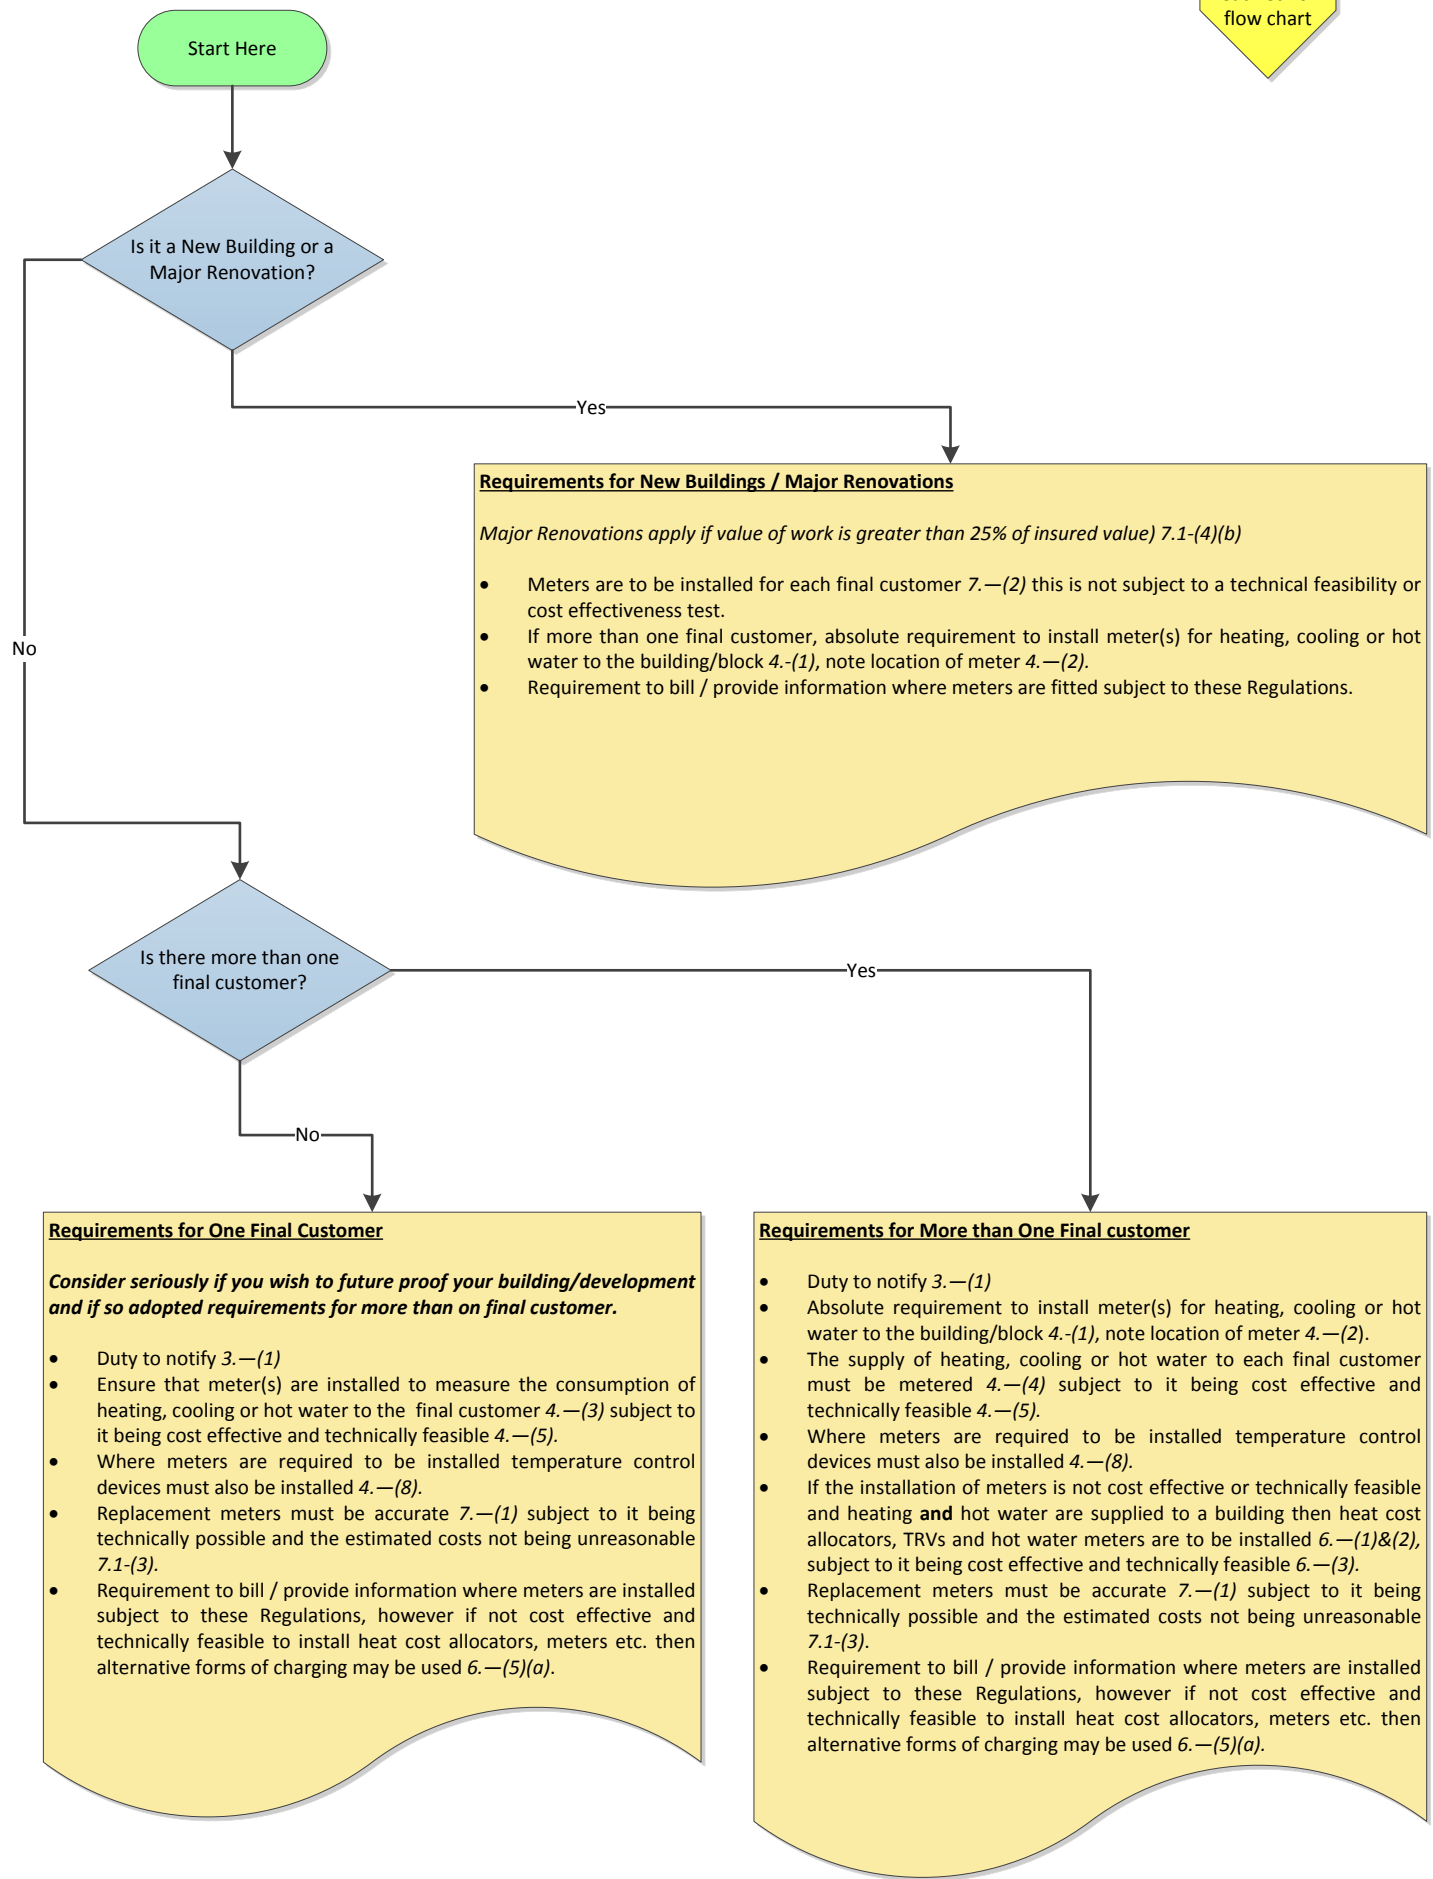 flow chart
Start Here
Is it a New Building or a
Major Renovation?
Yes
Requirements for New Buildings / Major Renovations
Major Renovations apply if value of work is greater than 25% of insured value) 7.1-(4)(b)
• Meters are to be installed for each final customer 7.—(2) this is not subject to a technical feasibility or
cost effectiveness test.
• If more than one final customer, absolute requirement to install meter(s) for heating, cooling or hot
water to the building/block 4.-(1), note location of meter 4.—(2).
• Requirement to bill / provide information where meters are fitted subject to these Regulations.
No
Is there more than one
final customer?
Yes
No
Requirements for One Final Customer
Consider seriously if you wish to future proof your building/development
and if so adopted requirements for more than on final customer.
• Duty to notify 3.—(1)
• Ensure that meter(s) are installed to measure the consumption of
heating, cooling or hot water to the final customer 4.—(3) subject to
it being cost effective and technically feasible 4.—(5).
• Where meters are required to be installed temperature control
devices must also be installed 4.—(8).
• Replacement meters must be accurate 7.—(1) subject to it being
technically possible and the estimated costs not being unreasonable
7.1-(3).
• Requirement to bill / provide information where meters are installed
subject to these Regulations, however if not cost effective and
technically feasible to install heat cost allocators, meters etc. then
alternative forms of charging may be used 6.—(5)(a).
Requirements for More than One Final customer
• Duty to notify 3.—(1)
• Absolute requirement to install meter(s) for heating, cooling or hot
water to the building/block 4.-(1), note location of meter 4.—(2).
• The supply of heating, cooling or hot water to each final customer
must be metered 4.—(4) subject to it being cost effective and
technically feasible 4.—(5).
• Where meters are required to be installed temperature control
devices must also be installed 4.—(8).
• If the installation of meters is not cost effective or technically feasible
and heating and hot water are supplied to a building then heat cost
allocators, TRVs and hot water meters are to be installed 6.—(1)&(2),
subject to it being cost effective and technically feasible 6.—(3).
• Replacement meters must be accurate 7.—(1) subject to it being
technically possible and the estimated costs not being unreasonable
7.1-(3).
• Requirement to bill / provide information where meters are installed
subject to these Regulations, however if not cost effective and
technically feasible to install heat cost allocators, meters etc. then
alternative forms of charging may be used 6.—(5)(a).